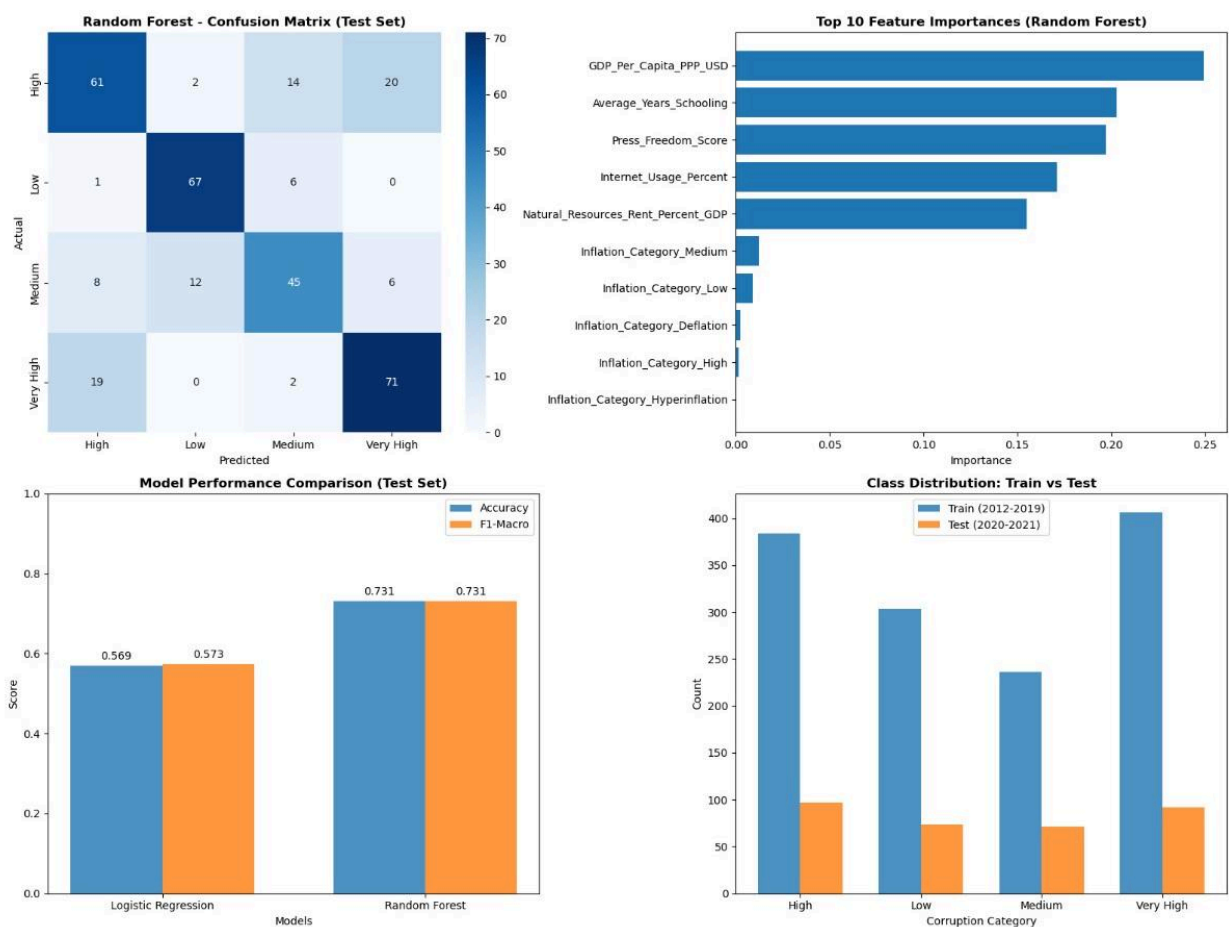 Random Forest - Confusion Matrix (Test Set)
High
Low
Medium
Very High
Actual
61 2 14 20
1 67 6 0
8 12 45 6
19 0 2 71
High Low Medium Very High
Predicted
70
60
50
40
30
20
10
0
Top 10 Feature Importances (Random Forest)
GDP_Per_Capita_PPP_USD
Average_Years_Schooling
Press_Freedom_Score
Internet_Usage_Percent
Natural_Resources_Rent_Percent_GDP
Inflation_Category_Medium
Inflation_Category_Low
Inflation_Category_Deflation
Inflation_Category_High
Inflation_Category_Hyperinflation
0.00 0.05 0.10 0.15 0.20 0.25
Importance
Model Performance Comparison (Test Set)
Accuracy
F1-Macro
1.0
0.8
0.6
0.4
0.2
0.0
Score
0.569 0.573 0.731 0.731
Logistic Regression Random Forest
Models
Class Distribution: Train vs Test
Train (2012-2019)
Test (2020-2021)
400
350
300
250
200
150
100
50
0
Count
High Low Medium Very High
Corruption Category